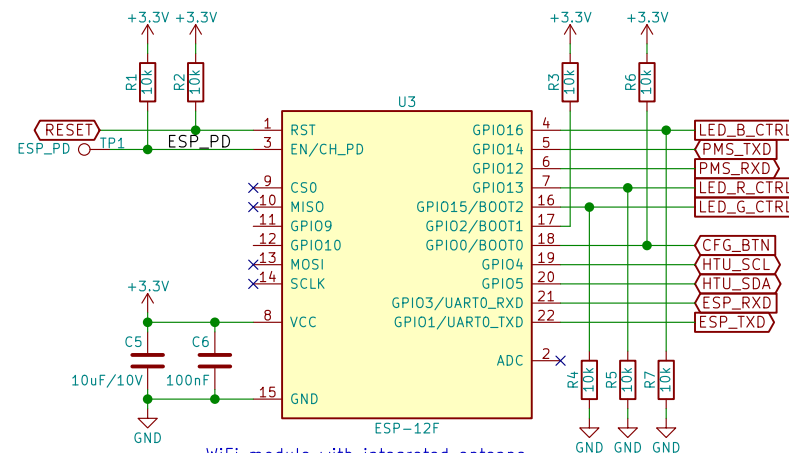 +3.3V +3.3V +3.3V +3.3V
R1 10k R2 10k R3 10k R6 10k
U3
RESET 1 RST GPIO16 4 LED_B_CTRL
ESP_PD TP1 ESP_PD 3 EN/CH_PD GPIO14 5 PMS_TXD
GPIO12 6 PMS_RXD
9 CS0 GPIO13 7 LED_R_CTRL
10 MISO GPIO15/BOOT2 16 LED_G_CTRL
11 GPIO9 GPIO2/BOOT1 17
12 GPIO10 GPIO0/BOOT0 18 CFG_BTN
13 MOSI GPIO4 19 HTU_SCL
14 SCLK GPIO5 20 HTU_SDA
+3.3V GPIO3/UART0_RXD 21 ESP_RXD
8 VCC GPIO1/UART0_TXD 22 ESP_TXD
C5 C6
ADC 2
10uF/10V 100nF R4 10k R5 10k R7 10k
15 GND
ESP-12F
GND GND GND GND
WiFi module with integrated antenna